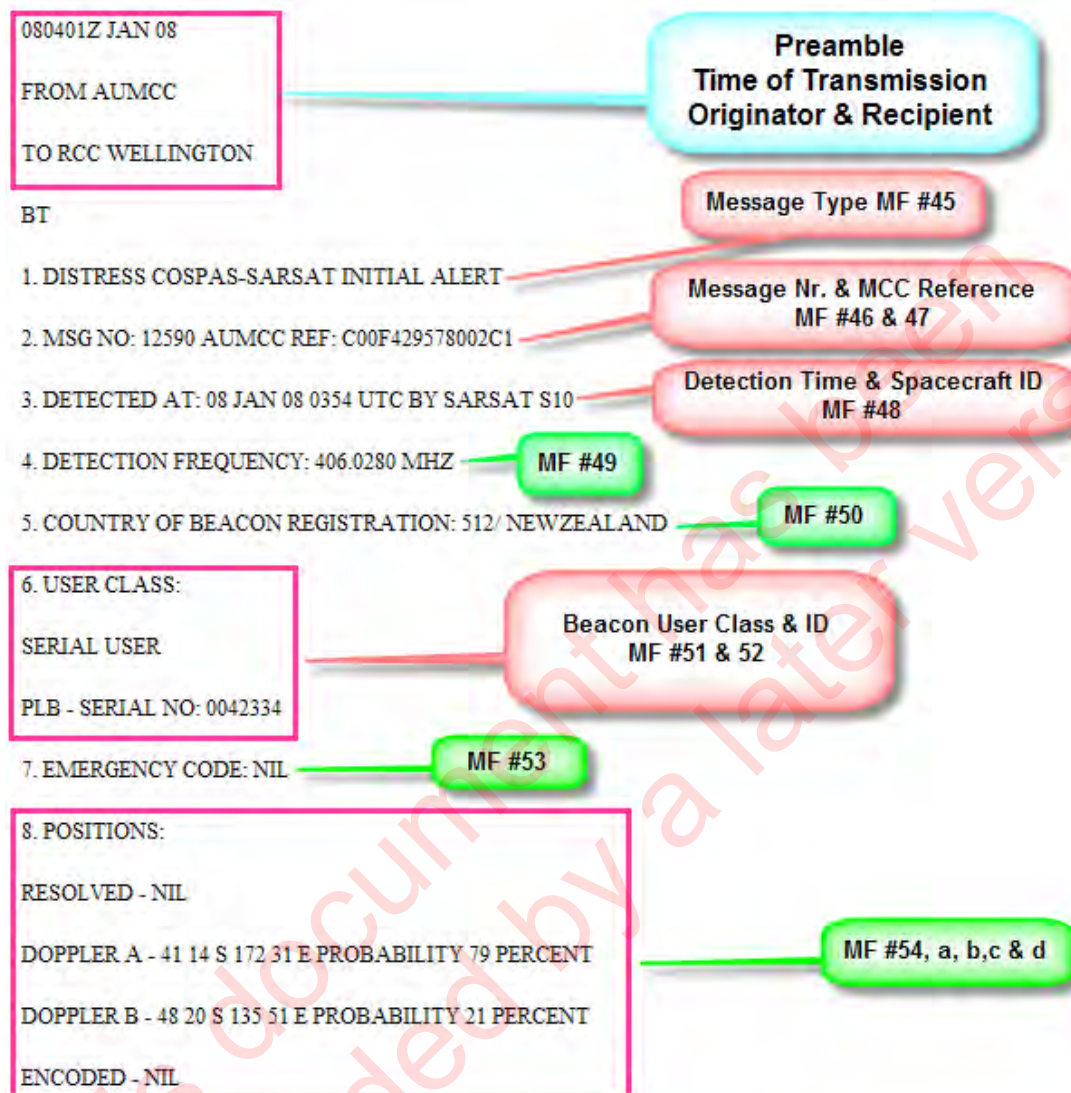 080401Z JAN 08
FROM AUMCC
TO RCC WELLINGTON
Preamble
Time of Transmission
Originator & Recipient
BT
Message Type MF #45
1. DISTRESS COSPAS-SARSAT INITIAL ALERT
Message Nr. & MCC Reference
MF #46 & 47
2. MSG NO: 12590 AUMCC REF: C00F429578002C1
Detection Time & Spacecraft ID
MF #48
3. DETECTED AT: 08 JAN 08 0354 UTC BY SARSAT S10
4. DETECTION FREQUENCY: 406.0280 MHZ
MF #49
5. COUNTRY OF BEACON REGISTRATION: 512/ NEWZEALAND
MF #50
6. USER CLASS:
SERIAL USER
PLB - SERIAL NO: 0042334
Beacon User Class & ID
MF #51 & 52
7. EMERGENCY CODE: NIL
MF #53
8. POSITIONS:
RESOLVED - NIL
DOPPLER A - 41 14 S 172 31 E PROBABILITY 79 PERCENT
DOPPLER B - 48 20 S 135 51 E PROBABILITY 21 PERCENT
ENCODED - NIL
MF #54, a, b,c & d
document has been
by a later vers